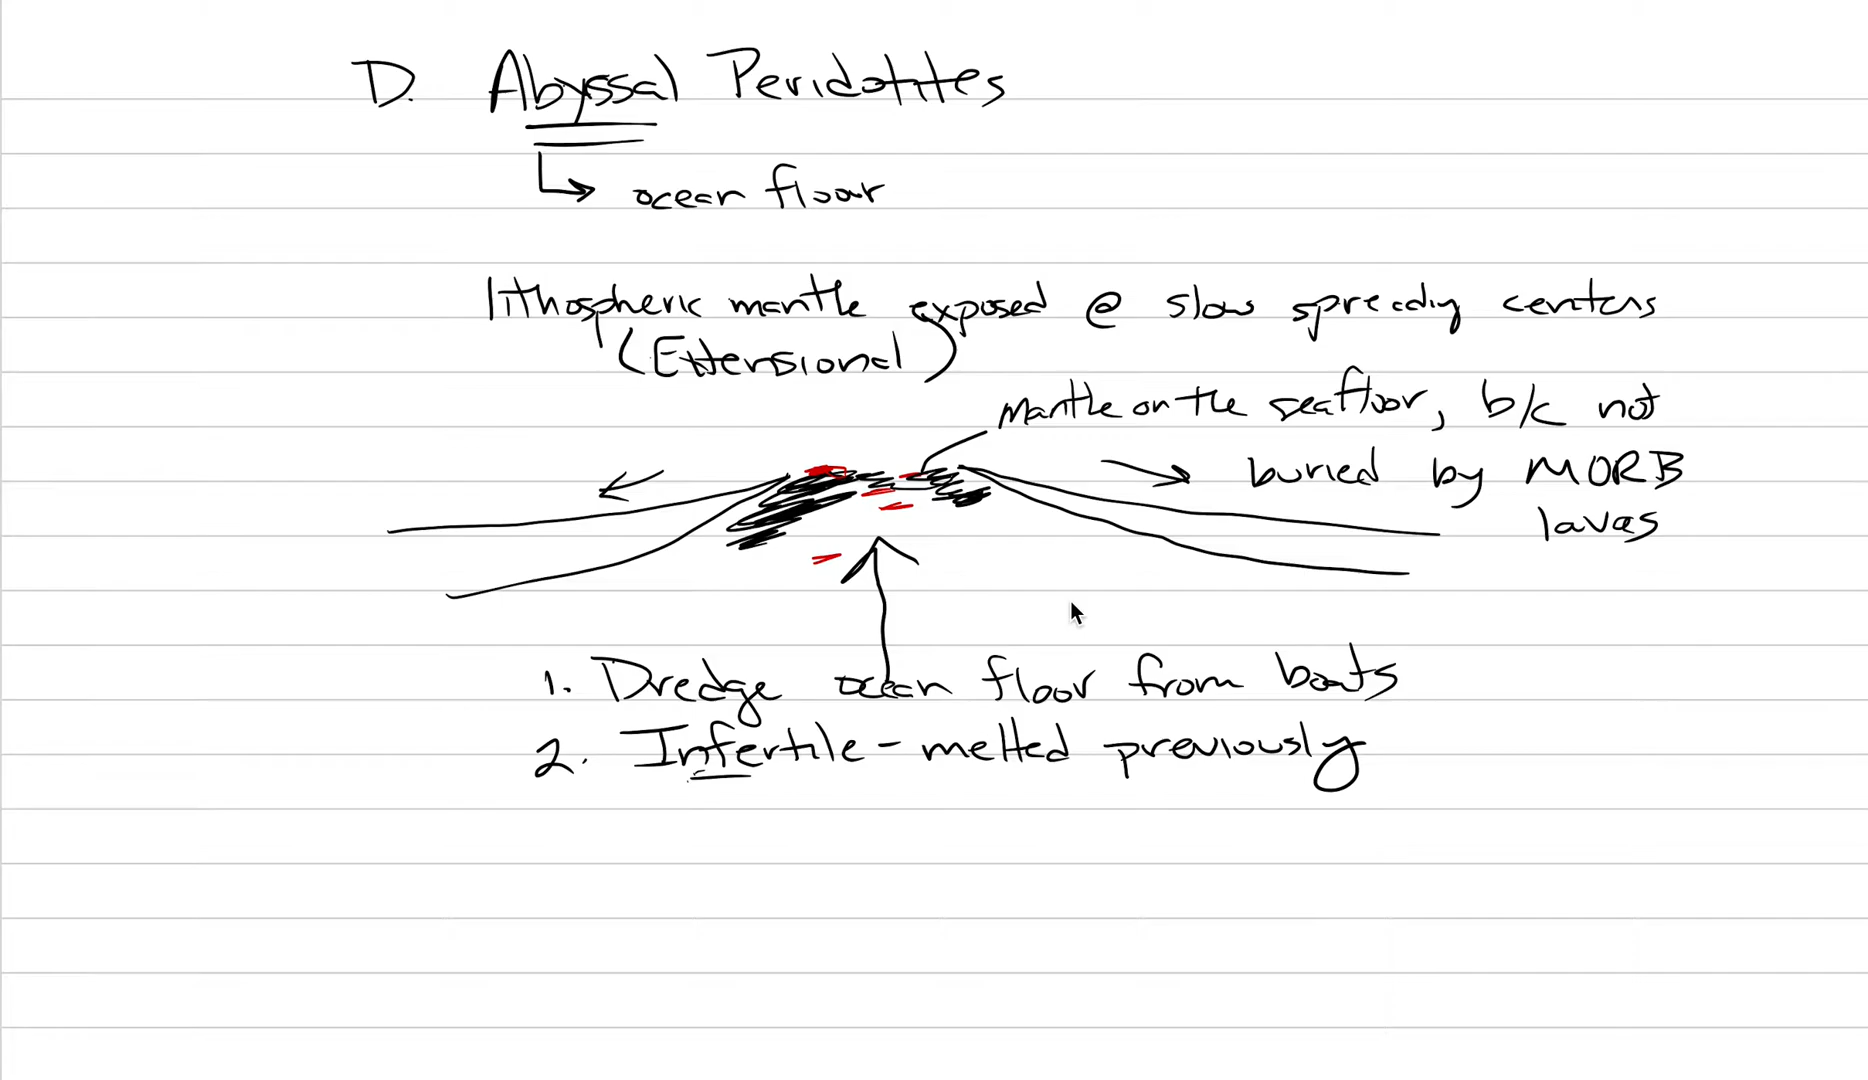 D. Abyssal Peridotites
ocean floor
lithospheric mantle exposed @ slow spreading centers
(Extensional)
mantle on the seafloor, b/c not
buried by MORB
lavas
1. Dredge ocean floor from boats
2. Infertile - melted previously